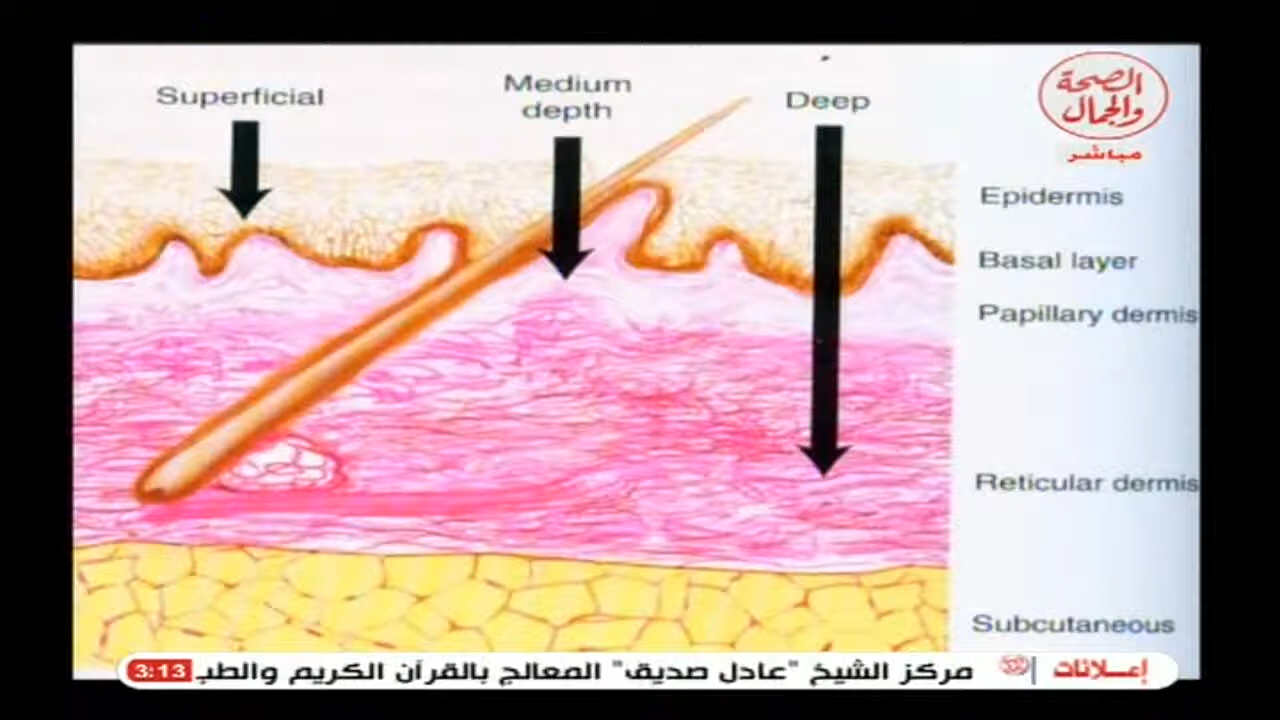 Superficial
Medium
depth
Deep
الصحة
والجمال
مباشر
Epidermis
Basal layer
Papillary dermis
Reticular dermis
Subcutaneous
إعلانات
مركز الشيخ "عادل صديق" المعالج بالقرآن الكريم والطب
3:13